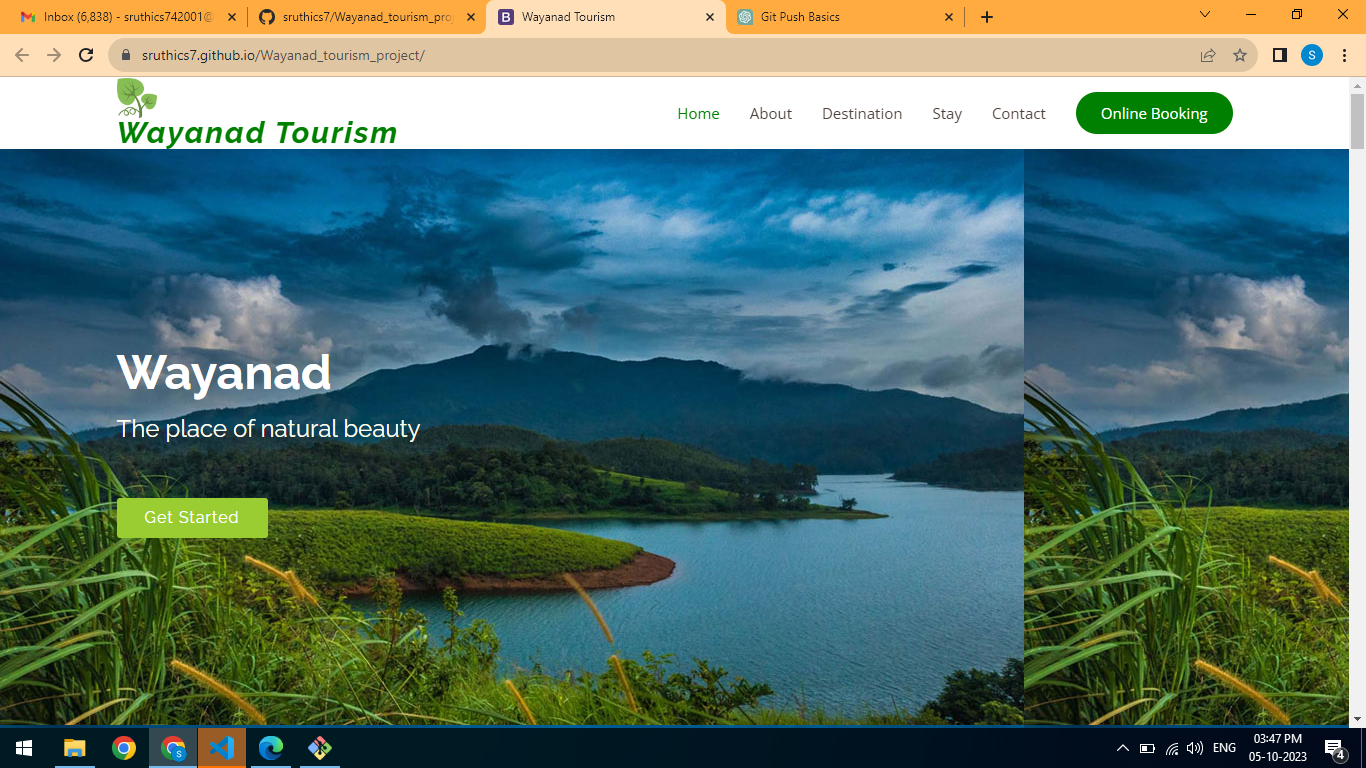 Inbox (6,838) - sruthics742001@
sruthics7/Wayanad_tourism_proj
Wayanad Tourism
Git Push Basics
sruthics7.github.io/Wayanad_tourism_project/
S
Wayanad Tourism
Home
About
Destination
Stay
Contact
Online Booking
Wayanad
The place of natural beauty
Get Started
ENG
03:47 PM
05-10-2023
4